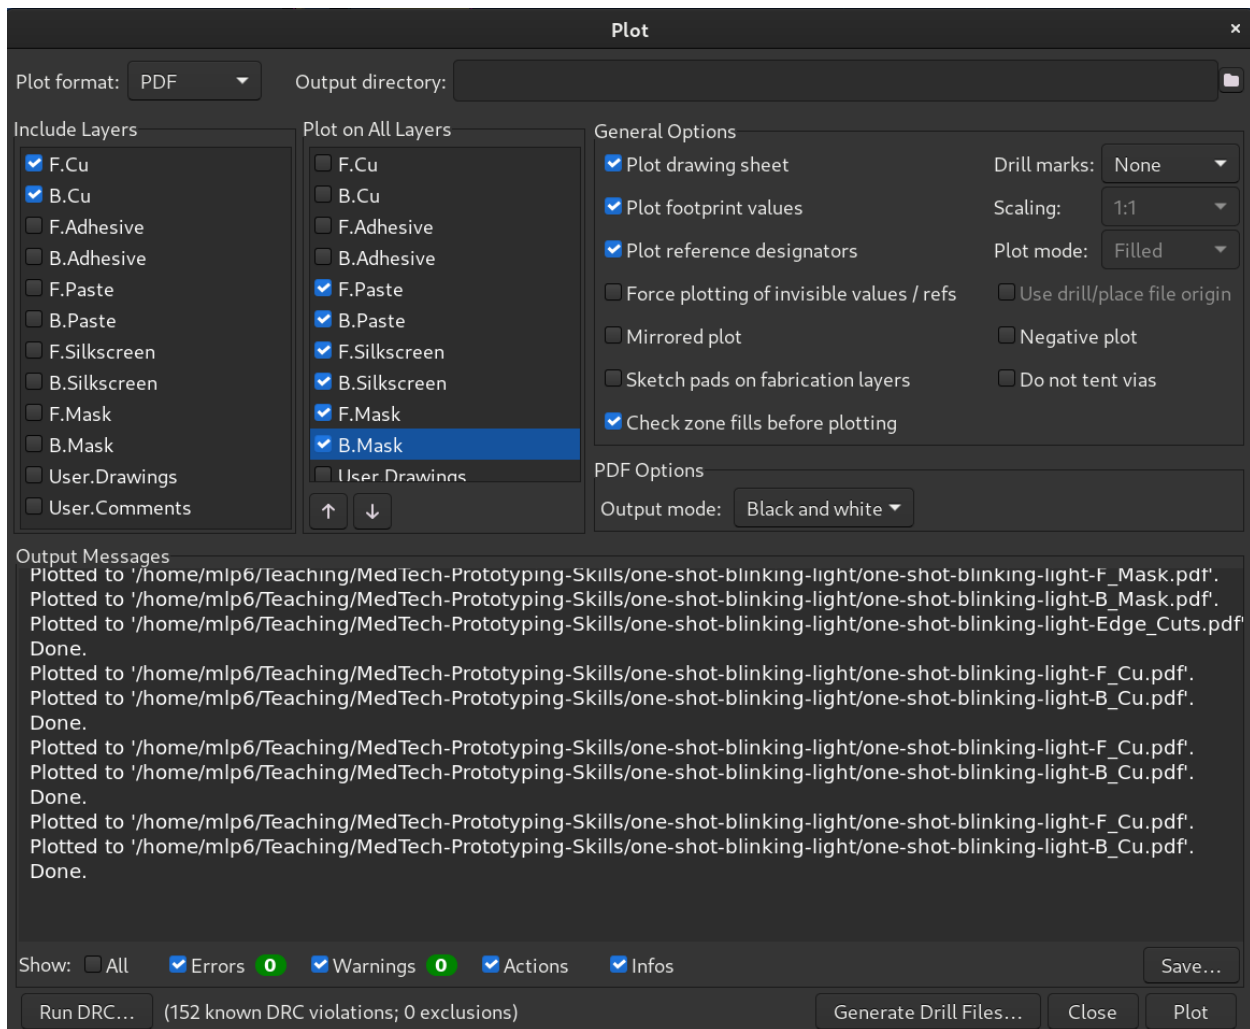 Plot
Plot format: PDF Output directory:
Include Layers
F.Cu
B.Cu
F.Adhesive
B.Adhesive
F.Paste
B.Paste
F.Silkscreen
B.Silkscreen
F.Mask
B.Mask
User.Drawings
User.Comments
Plot on All Layers
F.Cu
B.Cu
F.Adhesive
B.Adhesive
F.Paste
B.Paste
F.Silkscreen
B.Silkscreen
F.Mask
B.Mask
User.Drawings
General Options
Plot drawing sheet Drill marks: None
Plot footprint values Scaling: 1:1
Plot reference designators Plot mode: Filled
Force plotting of invisible values / refs Use drill/place file origin
Mirrored plot Negative plot
Sketch pads on fabrication layers Do not tent vias
Check zone fills before plotting
PDF Options
Output mode: Black and white
Output Messages
Plotted to '/home/mlp6/Teaching/MedTech-Prototyping-Skills/one-shot-blinking-light/one-shot-blinking-light-F_Mask.pdf'.
Plotted to '/home/mlp6/Teaching/MedTech-Prototyping-Skills/one-shot-blinking-light/one-shot-blinking-light-B_Mask.pdf'.
Plotted to '/home/mlp6/Teaching/MedTech-Prototyping-Skills/one-shot-blinking-light/one-shot-blinking-light-Edge_Cuts.pdf'
Done.
Plotted to '/home/mlp6/Teaching/MedTech-Prototyping-Skills/one-shot-blinking-light/one-shot-blinking-light-F_Cu.pdf'.
Plotted to '/home/mlp6/Teaching/MedTech-Prototyping-Skills/one-shot-blinking-light/one-shot-blinking-light-B_Cu.pdf'.
Done.
Plotted to '/home/mlp6/Teaching/MedTech-Prototyping-Skills/one-shot-blinking-light/one-shot-blinking-light-F_Cu.pdf'.
Plotted to '/home/mlp6/Teaching/MedTech-Prototyping-Skills/one-shot-blinking-light/one-shot-blinking-light-B_Cu.pdf'.
Done.
Plotted to '/home/mlp6/Teaching/MedTech-Prototyping-Skills/one-shot-blinking-light/one-shot-blinking-light-F_Cu.pdf'.
Plotted to '/home/mlp6/Teaching/MedTech-Prototyping-Skills/one-shot-blinking-light/one-shot-blinking-light-B_Cu.pdf'.
Done.
Show: All Errors 0 Warnings 0 Actions Infos Save...
Run DRC... (152 known DRC violations; 0 exclusions) Generate Drill Files... Close Plot